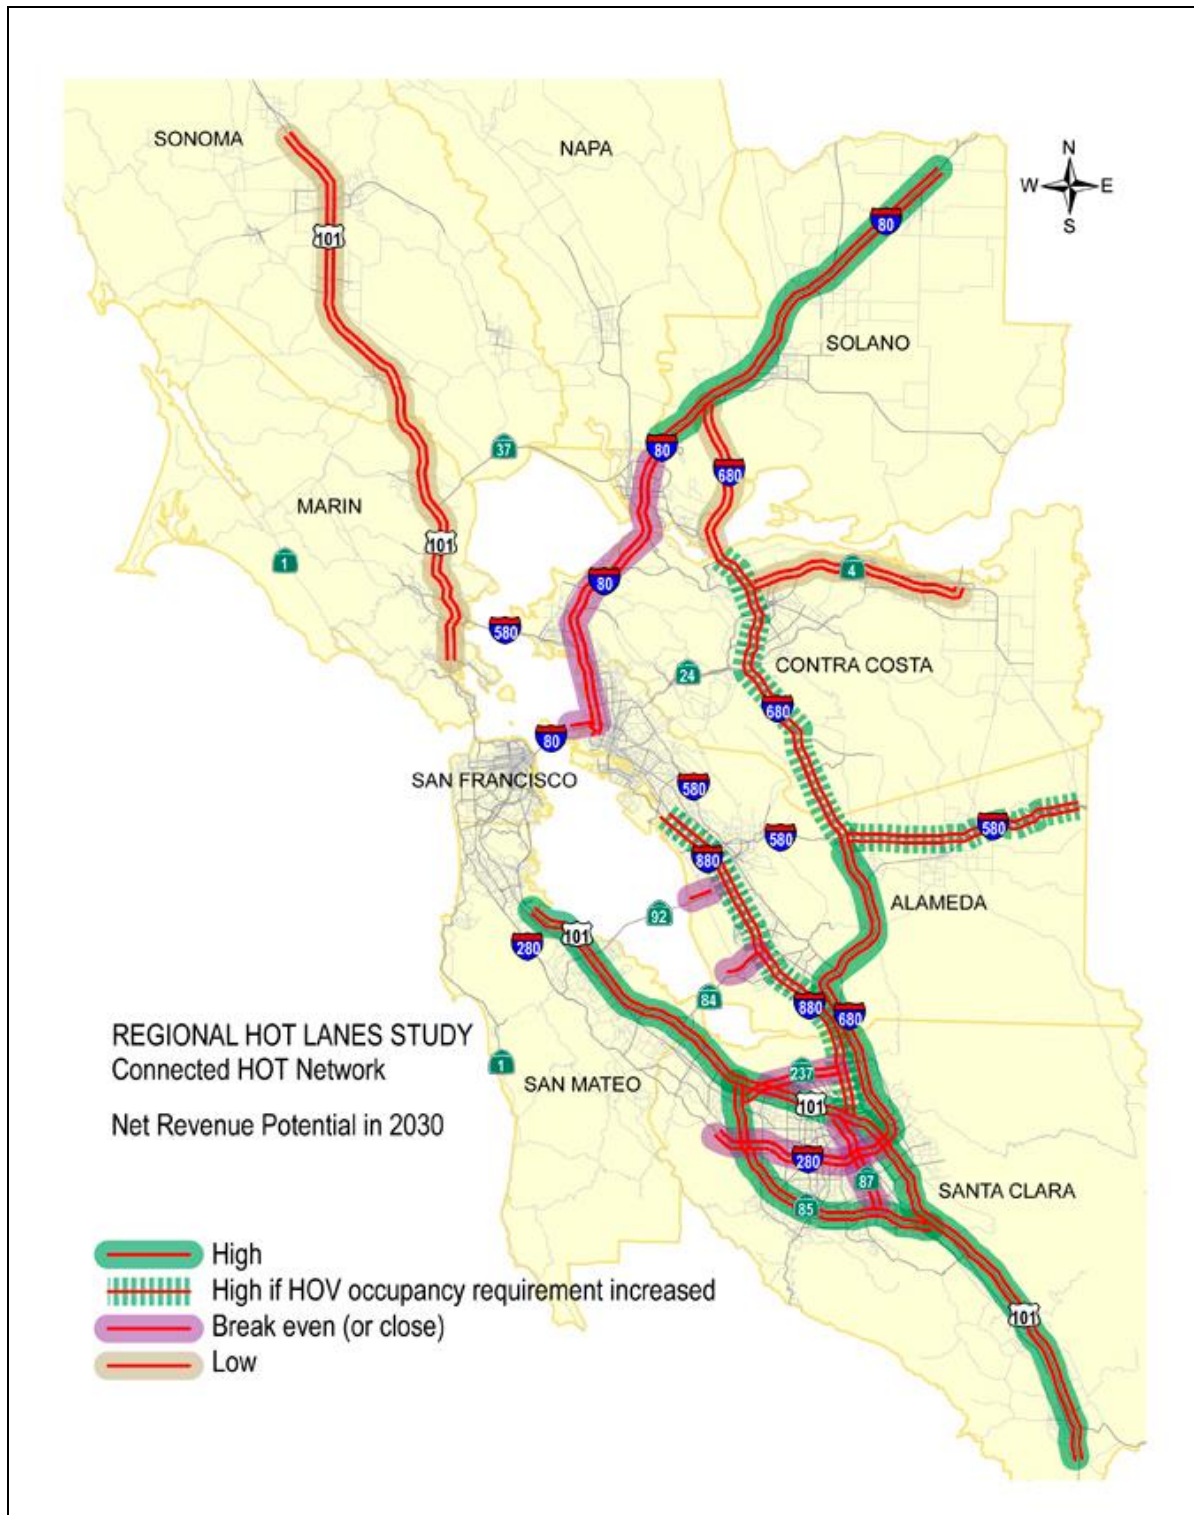 N
W E
S
SONOMA
NAPA
80
101
SOLANO
37
80
680
MARIN
101
1
4
80
580
CONTRA COSTA
24
680
80
SAN FRANCISCO
580
580
580
880
ALAMEDA
92
101
280
84
880
680
REGIONAL HOT LANES STUDY
Connected HOT Network
1
SAN MATEO
237
101
Net Revenue Potential in 2030
280
87
SANTA CLARA
85
High
High if HOV occupancy requirement increased
101
Break even (or close)
Low